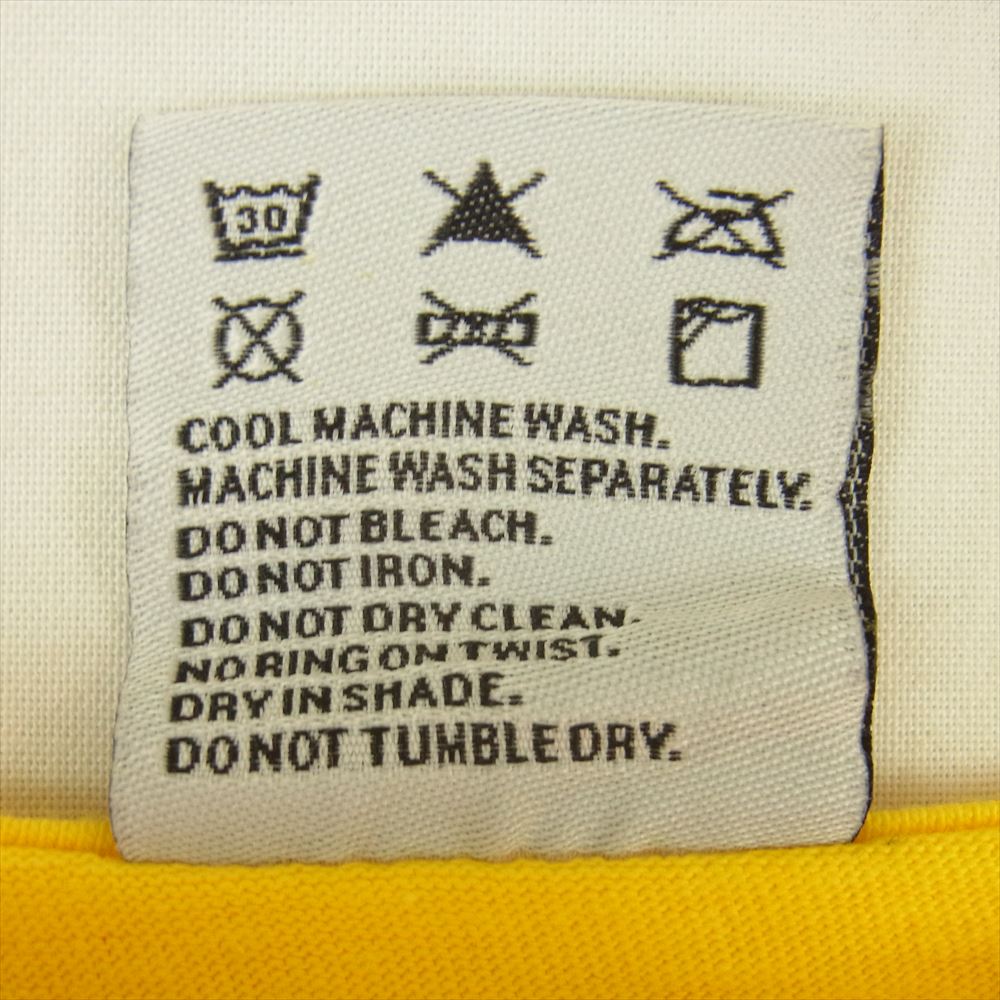 30
COOL MACHINE WASH.
MACHINE WASH SEPARATELY.
DO NOT BLEACH.
DO NOT IRON.
DO NOT DRY CLEAN.
NO RING ON TWIST.
DRY IN SHADE.
DO NOT TUMBLE DRY.